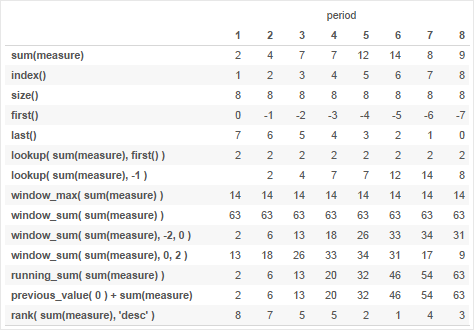 period
1 2 3 4 5 6 7 8
sum(measure) 2 4 7 7 12 14 8 9
index() 1 2 3 4 5 6 7 8
size() 8 8 8 8 8 8 8 8
first() 0 -1 -2 -3 -4 -5 -6 -7
last() 7 6 5 4 3 2 1 0
lookup( sum(measure), first() ) 2 2 2 2 2 2 2 2
lookup( sum(measure), -1 ) 2 4 7 7 12 14 8
window_max( sum(measure) ) 14 14 14 14 14 14 14 14
window_sum( sum(measure) ) 63 63 63 63 63 63 63 63
window_sum( sum(measure), -2, 0 ) 2 6 13 18 26 33 34 31
window_sum( sum(measure), 0, 2 ) 13 18 26 33 34 31 17 9
running_sum( sum(measure) ) 2 6 13 20 32 46 54 63
previous_value( 0 ) + sum(measure) 2 6 13 20 32 46 54 63
rank( sum(measure), 'desc' ) 8 7 5 5 2 1 4 3